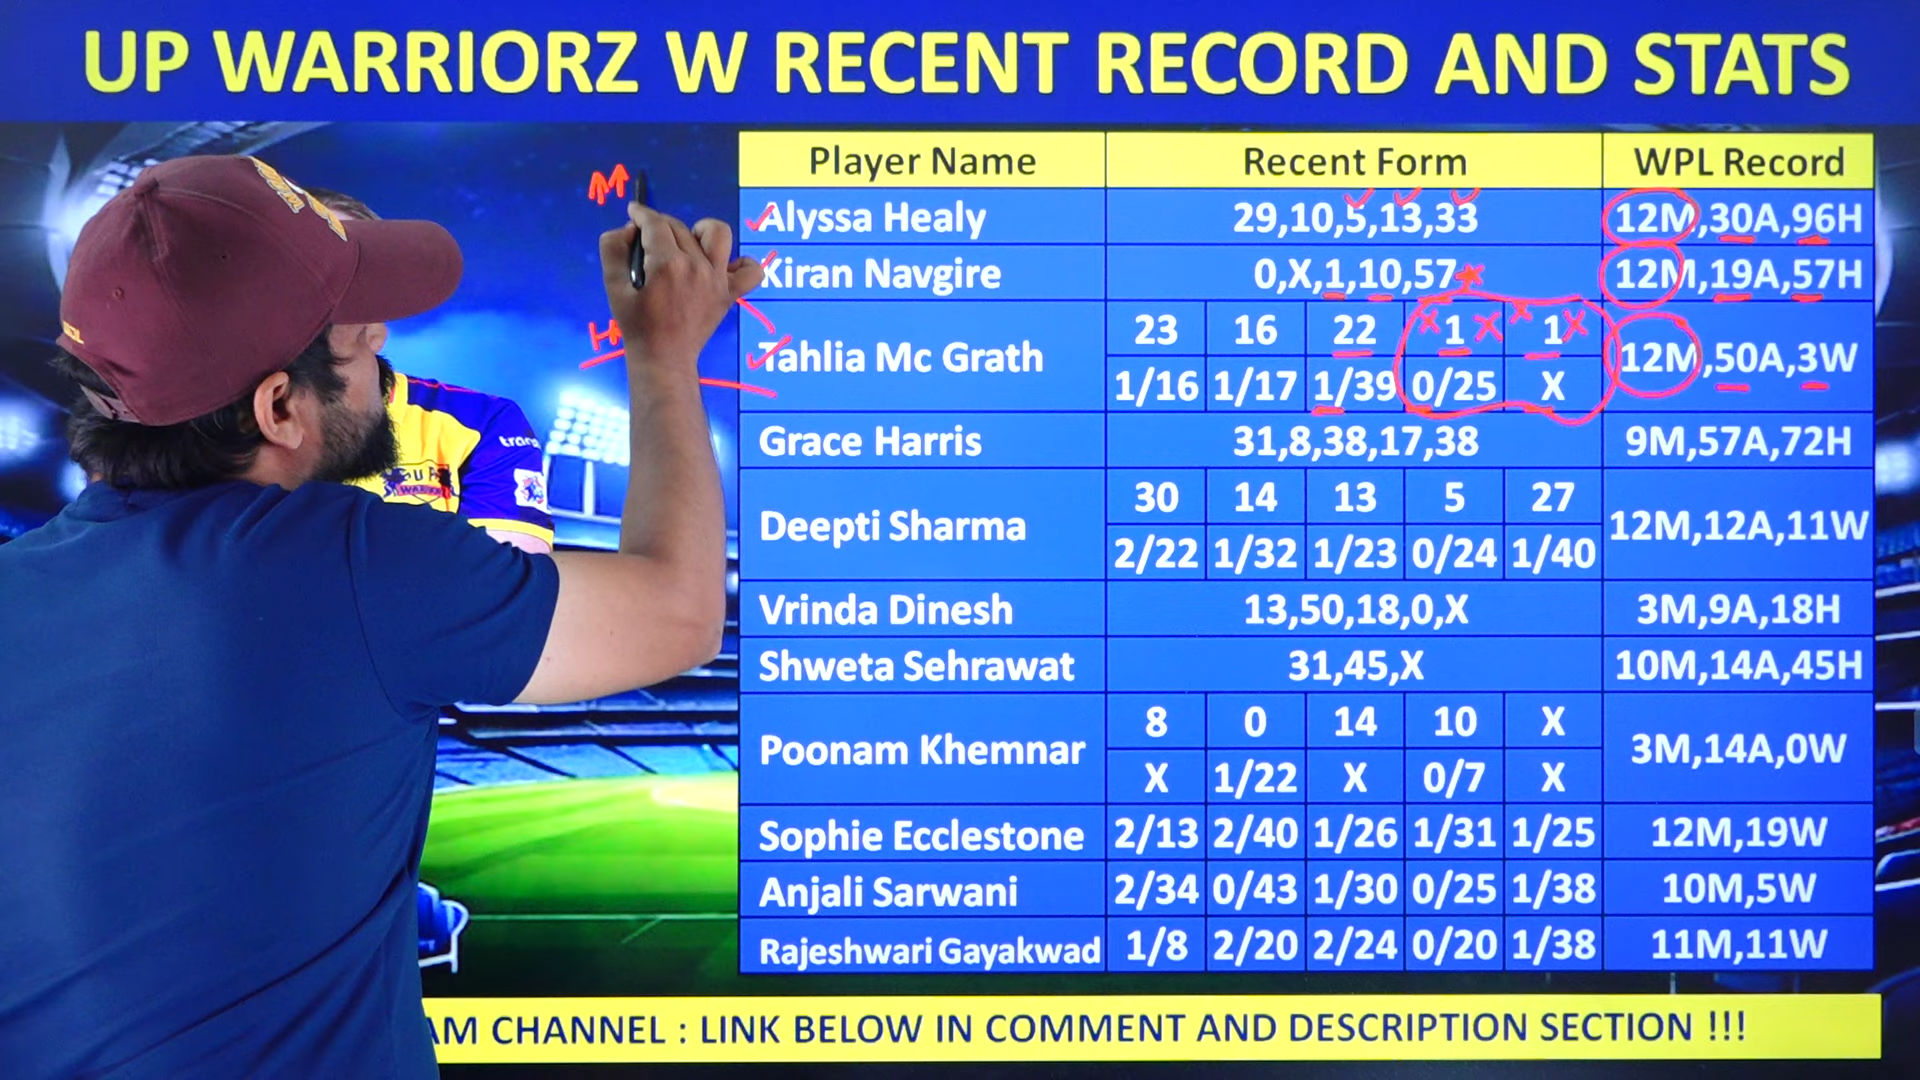 UP WARRIORZ W RECENT RECORD AND STATS
Player Name Recent Form WPL Record
Alyssa Healy 29,10,5,13,33 12M,30A,96H
Kiran Navgire 0,X,1,10,57 12M,19A,57H
Tahlia Mc Grath 23 16 22 1 1 12M,50A,3W
1/16 1/17 1/39 0/25 X
Grace Harris 31,8,38,17,38 9M,57A,72H
Deepti Sharma 30 14 13 5 27 12M,12A,11W
2/22 1/32 1/23 0/24 1/40
Vrinda Dinesh 13,50,18,0,X 3M,9A,18H
Shweta Sehrawat 31,45,X 10M,14A,45H
Poonam Khemnar 8 0 14 10 X 3M,14A,0W
X 1/22 X 0/7 X
Sophie Ecclestone 2/13 2/40 1/26 1/31 1/25 12M,19W
Anjali Sarwani 2/34 0/43 1/30 0/25 1/38 10M,5W
Rajeshwari Gayakwad 1/8 2/20 2/24 0/20 1/38 11M,11W
AM CHANNEL : LINK BELOW IN COMMENT AND DESCRIPTION SECTION !!!